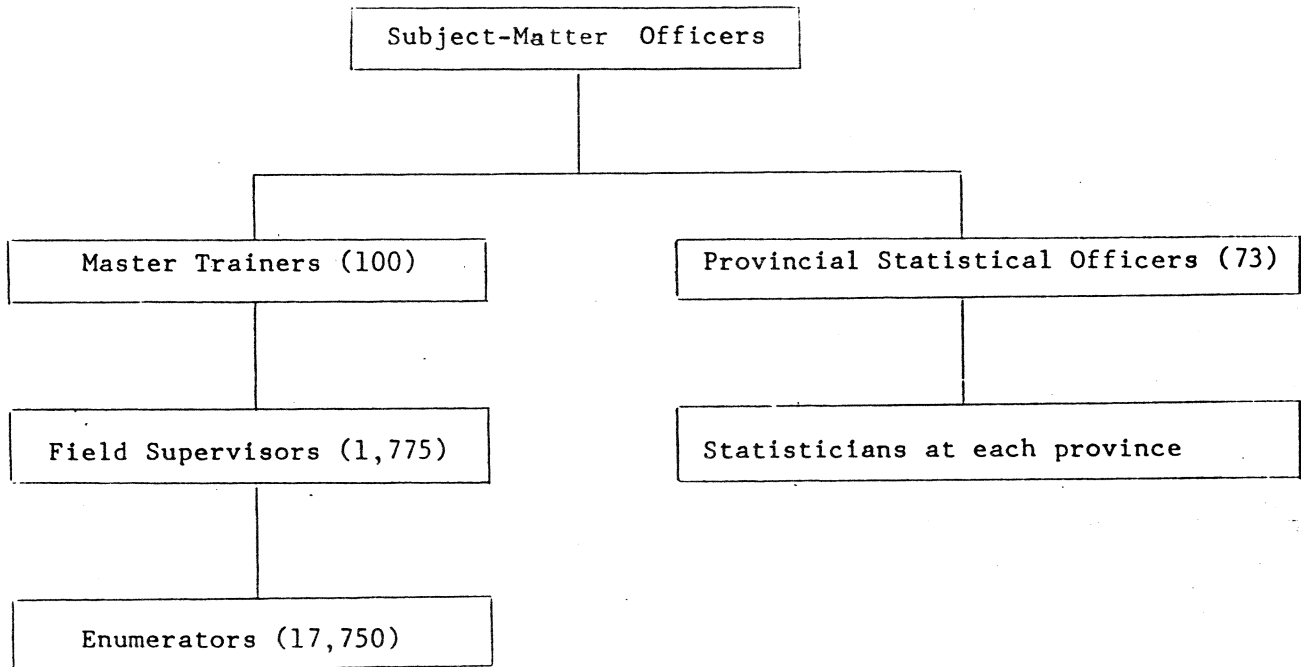 Subject-Matter Officers
Master Trainers (100)
Provincial Statistical Officers (73)
Field Supervisors (1,775)
Statisticians at each province
Enumerators (17,750)